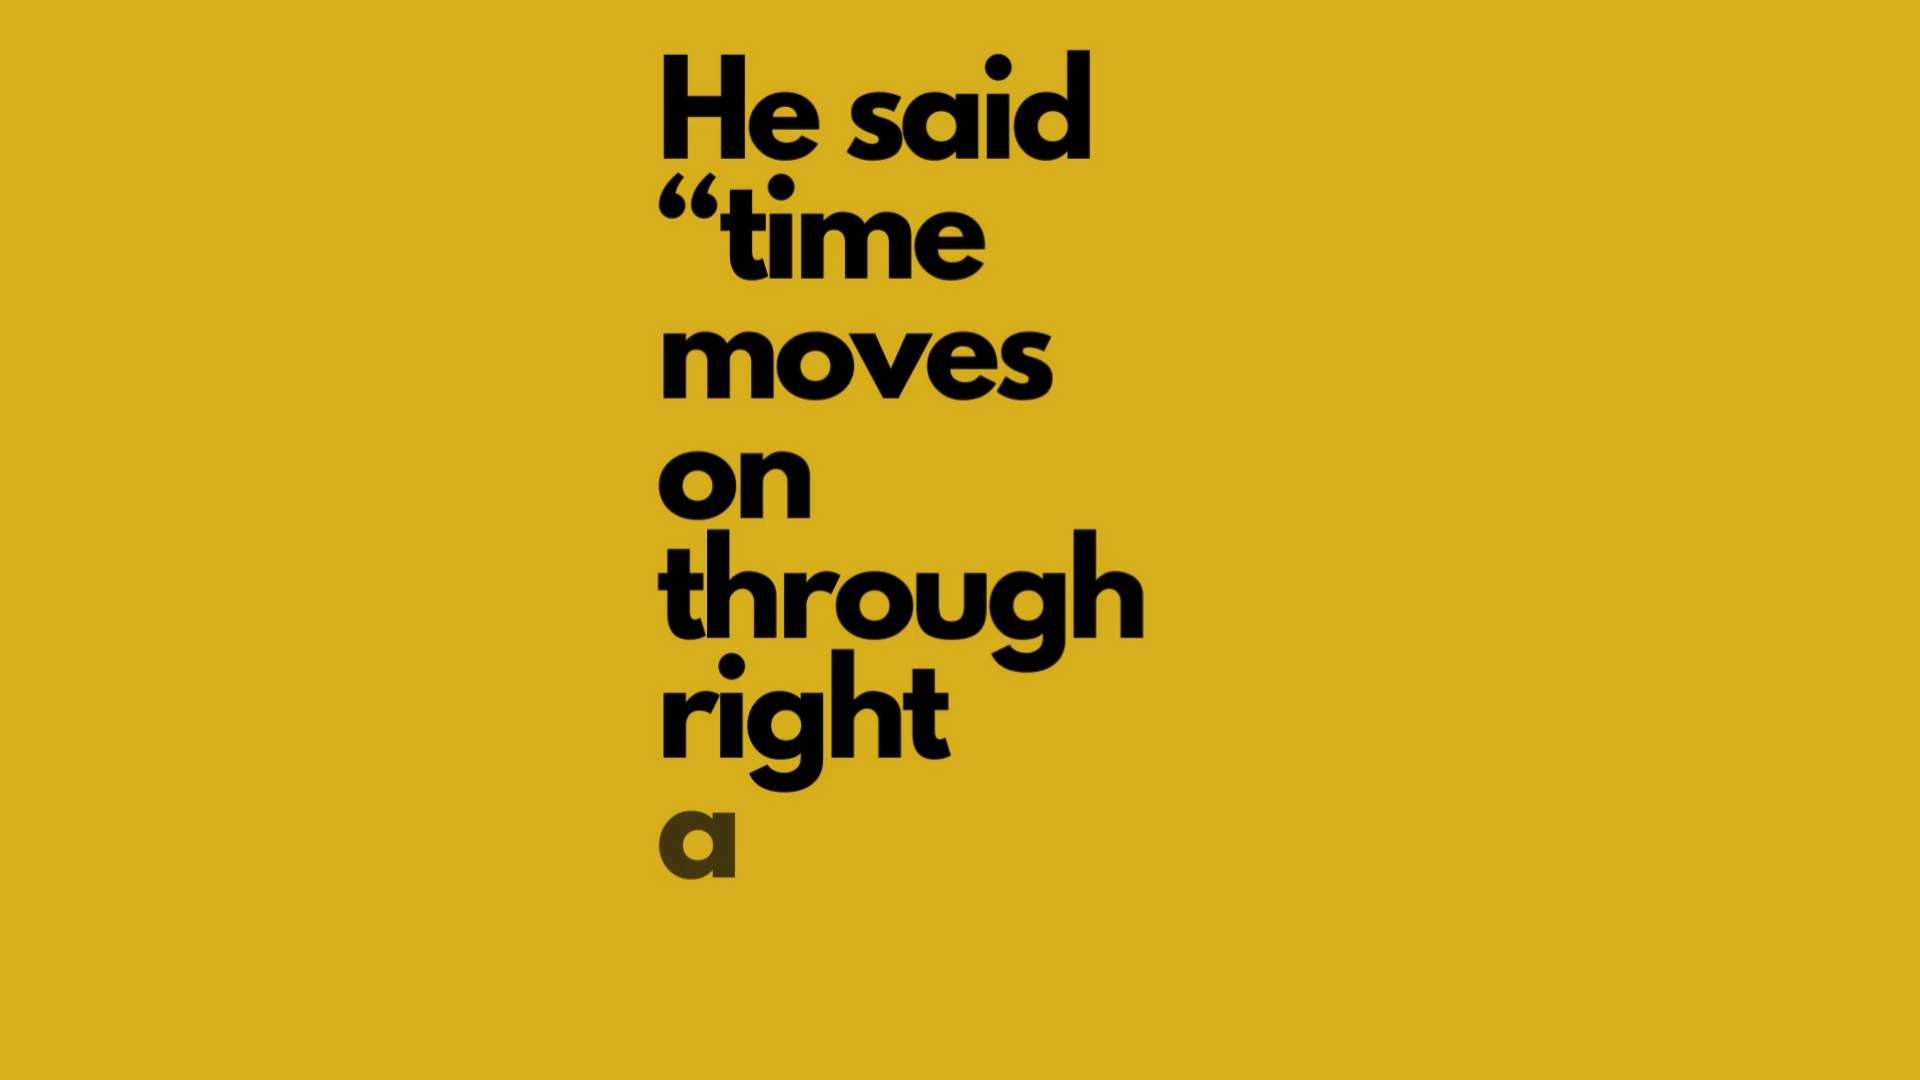 He said
“time
moves
on
through
right
a